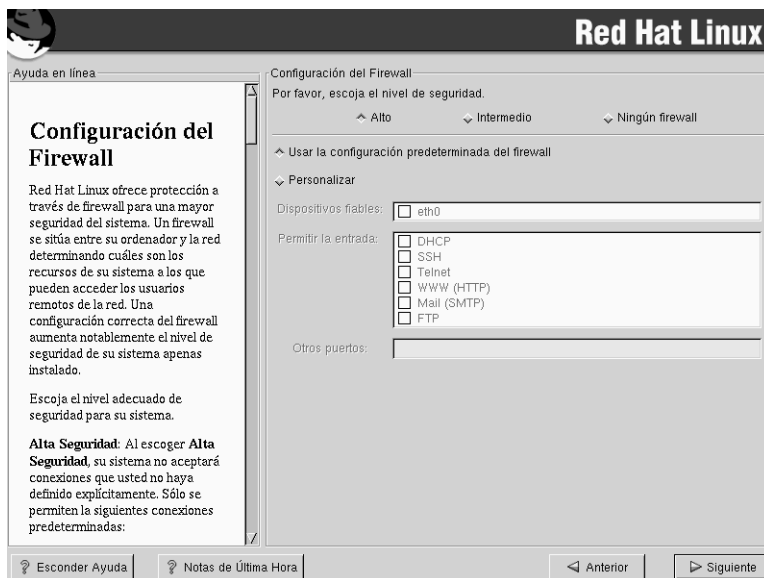 Red Hat Linux
Ayuda en línea
Configuración del
Firewall
Red Hat Linux ofrece protección a
través de firewall para una mayor
seguridad del sistema. Un firewall
se sitúa entre su ordenador y la red
determinando cuáles son los
recursos de su sistema a los que
pueden acceder los usuarios
remotos de la red. Una
configuración correcta del firewall
aumenta notablemente el nivel de
seguridad de su sistema apenas
instalado.
Escoja el nivel adecuado de
seguridad para su sistema.
Alta Seguridad: Al escoger Alta
Seguridad, su sistema no aceptará
conexiones que usted no haya
definido explícitamente. Sólo se
permiten la siguientes conexiones
predeterminadas:
Configuración del Firewall
Por favor, escoja el nivel de seguridad.
Alto Intermedio Ningún firewall
Usar la configuración predeterminada del firewall
Personalizar
Dispositivos fiables: eth0
Permitir la entrada: DHCP
SSH
Telnet
WWW (HTTP)
Mail (SMTP)
FTP
Otros puertos:
Esconder Ayuda Notas de Última Hora Anterior Siguiente